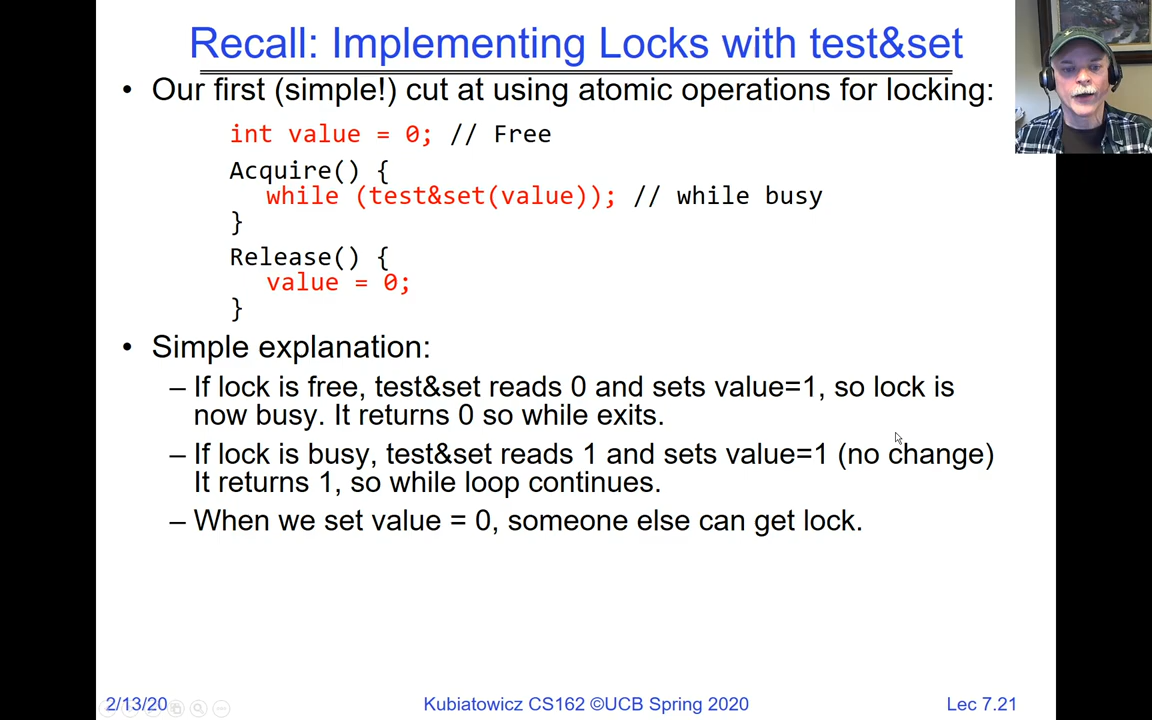 Recall: Implementing Locks with test&set
• Our first (simple!) cut at using atomic operations for locking:
int value = 0; // Free
Acquire() {
while (test&set(value)); // while busy
}
Release() {
value = 0;
}
• Simple explanation:
– If lock is free, test&set reads 0 and sets value=1, so lock is
now busy. It returns 0 so while exits.
– If lock is busy, test&set reads 1 and sets value=1 (no change)
It returns 1, so while loop continues.
– When we set value = 0, someone else can get lock.
2/13/20
Kubiatowicz CS162 ©UCB Spring 2020
Lec 7.21